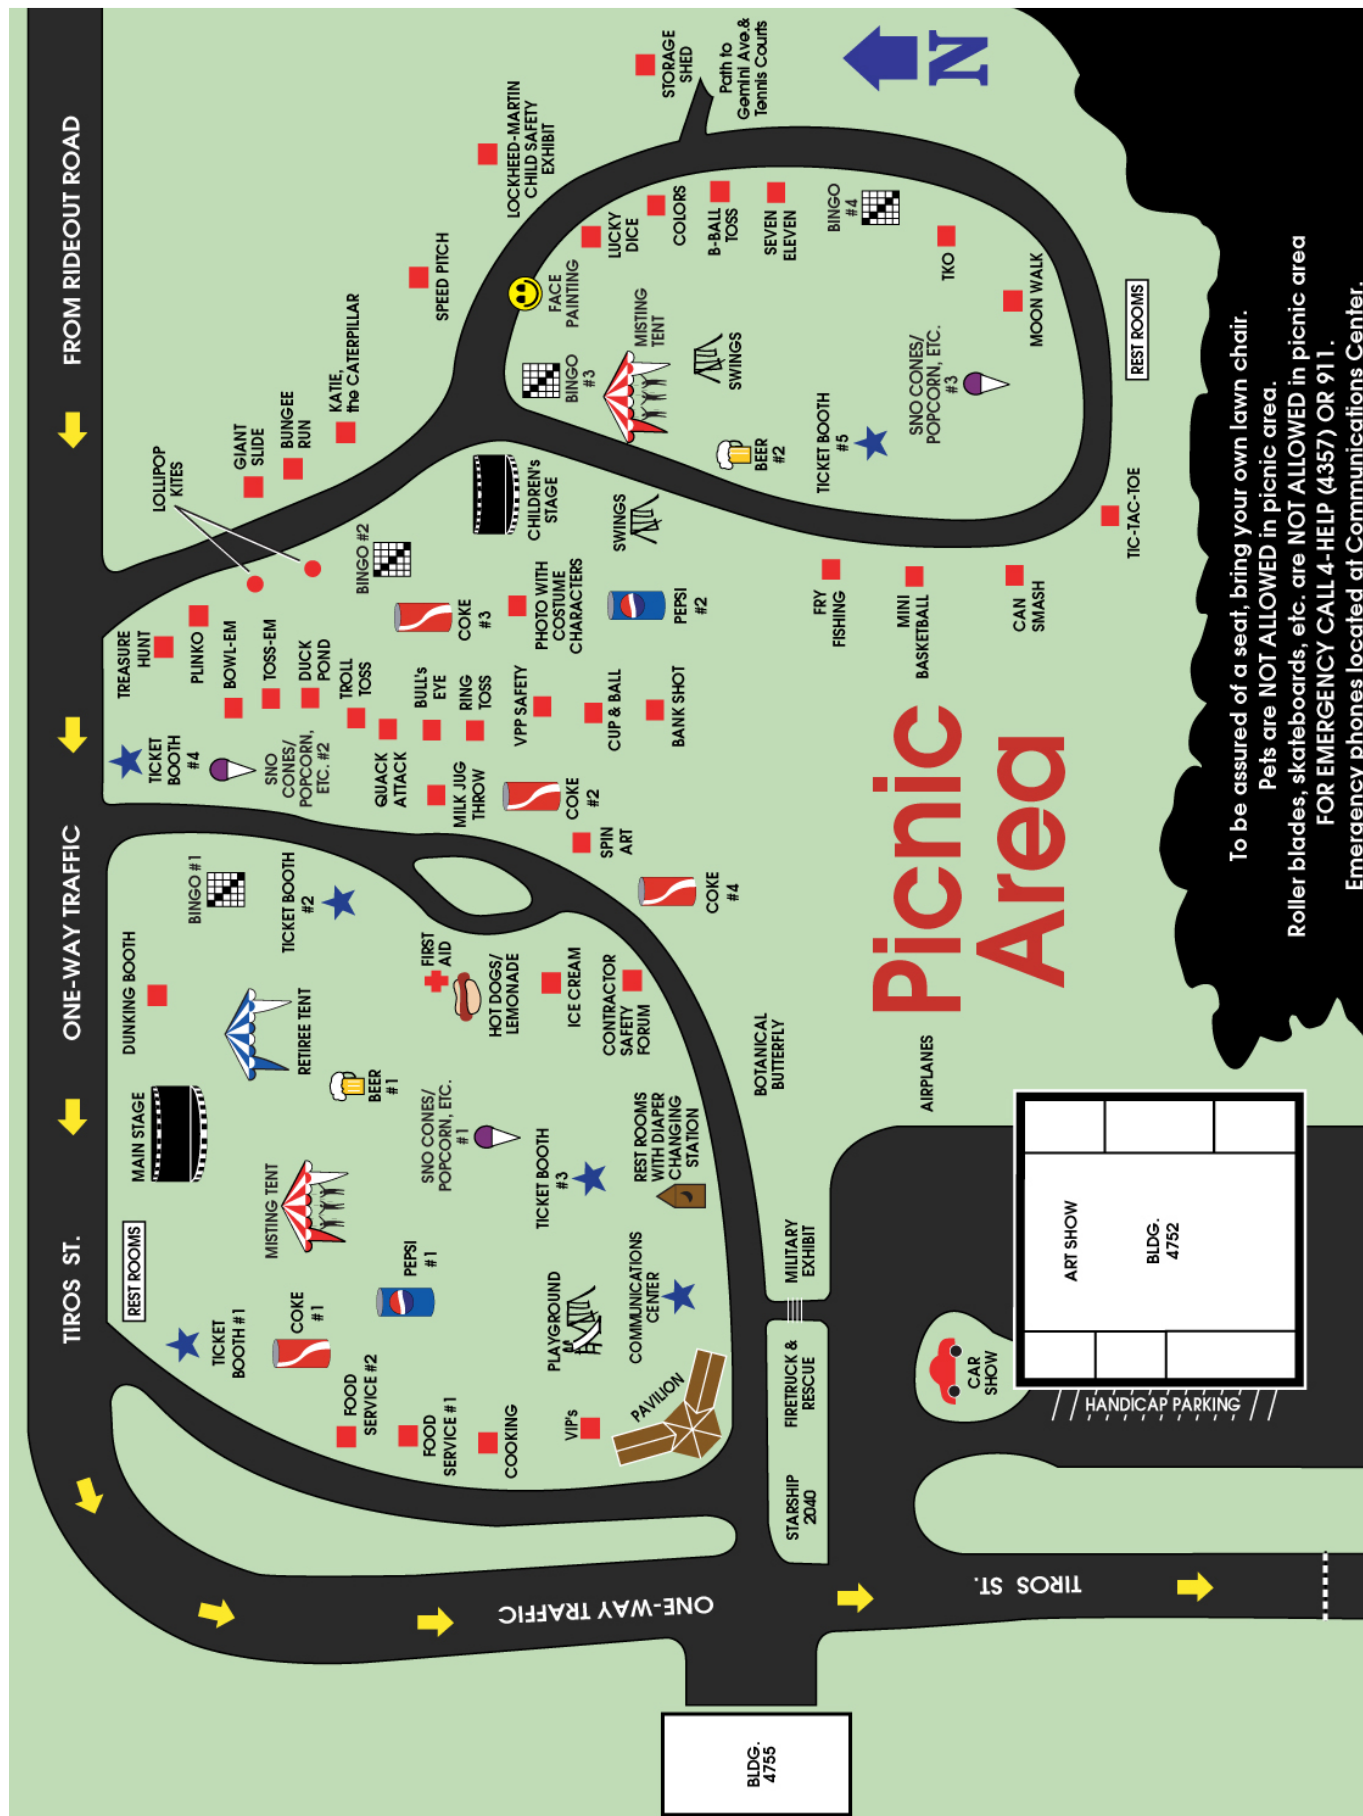 FROM RIDEOUT ROAD
ONE-WAY TRAFFIC
TIROS ST.
ONE-WAY TRAFFIC
TIROS ST.
N
STORAGE
SHED
Path to
Gemini Ave.&
Tennis Courts
LOCKHEED-MARTIN
CHILD SAFETY
EXHIBIT
SPEED PITCH
KATIE,
the CATERPILLAR
BUNGEE
RUN
GIANT
SLIDE
LOLLIPOP
KITES
FACE
PAINTING
LUCKY
DICE
COLORS
B-BALL
TOSS
SEVEN
ELEVEN
BINGO
#4
TKO
MOON WALK
REST ROOMS
BINGO
#3
MISTING
TENT
SWINGS
BEER
#2
TICKET BOOTH
#5
SNO CONES/
POPCORN, ETC.
#3
TIC-TAC-TOE
CHILDREN's
STAGE
SWINGS
BINGO #2
COKE
#3
PHOTO WITH
COSTUME
CHARACTERS
PEPSI
#2
FRY
FISHING
MINI
BASKETBALL
CAN
SMASH
TREASURE
HUNT
PLINKO
BOWL-EM
TOSS-EM
DUCK
POND
TROLL
TOSS
QUACK
ATTACK
BULL's
EYE
RING
TOSS
VPP SAFETY
CUP & BALL
BANK SHOT
TICKET
BOOTH
#4
SNO
CONES/
POPCORN,
ETC. #2
MILK JUG
THROW
COKE
#2
SPIN
ART
COKE
#4
Picnic
Area
BINGO #1
TICKET BOOTH
#2
DUNKING BOOTH
RETIREE TENT
FIRST
AID
HOT DOGS/
LEMONADE
ICE CREAM
CONTRACTOR
SAFETY
FORUM
BOTANICAL
BUTTERFLY
AIRPLANES
MAIN STAGE
BEER
#1
SNO CONES/
POPCORN, ETC.
#1
TICKET BOOTH
#3
REST ROOMS
WITH DIAPER
CHANGING
STATION
MISTING TENT
REST ROOMS
PEPSI
#1
COKE
#1
TICKET
BOOTH #1
PLAYGROUND
COMMUNICATIONS
CENTER
MILITARY
EXHIBIT
FOOD
SERVICE #2
FOOD
SERVICE #1
COOKING
VIP's
PAVILION
FIRETRUCK &
RESCUE
STARSHIP
2040
CAR
SHOW
ART SHOW
BLDG.
4752
HANDICAP PARKING
BLDG.
4755
To be assured of a seat, bring your own lawn chair.
Pets are NOT ALLOWED in picnic area.
Roller blades, skateboards, etc. are NOT ALLOWED in picnic area
FOR EMERGENCY CALL 4-HELP (4357) OR 911.
Emergency phones located at Communications Center.